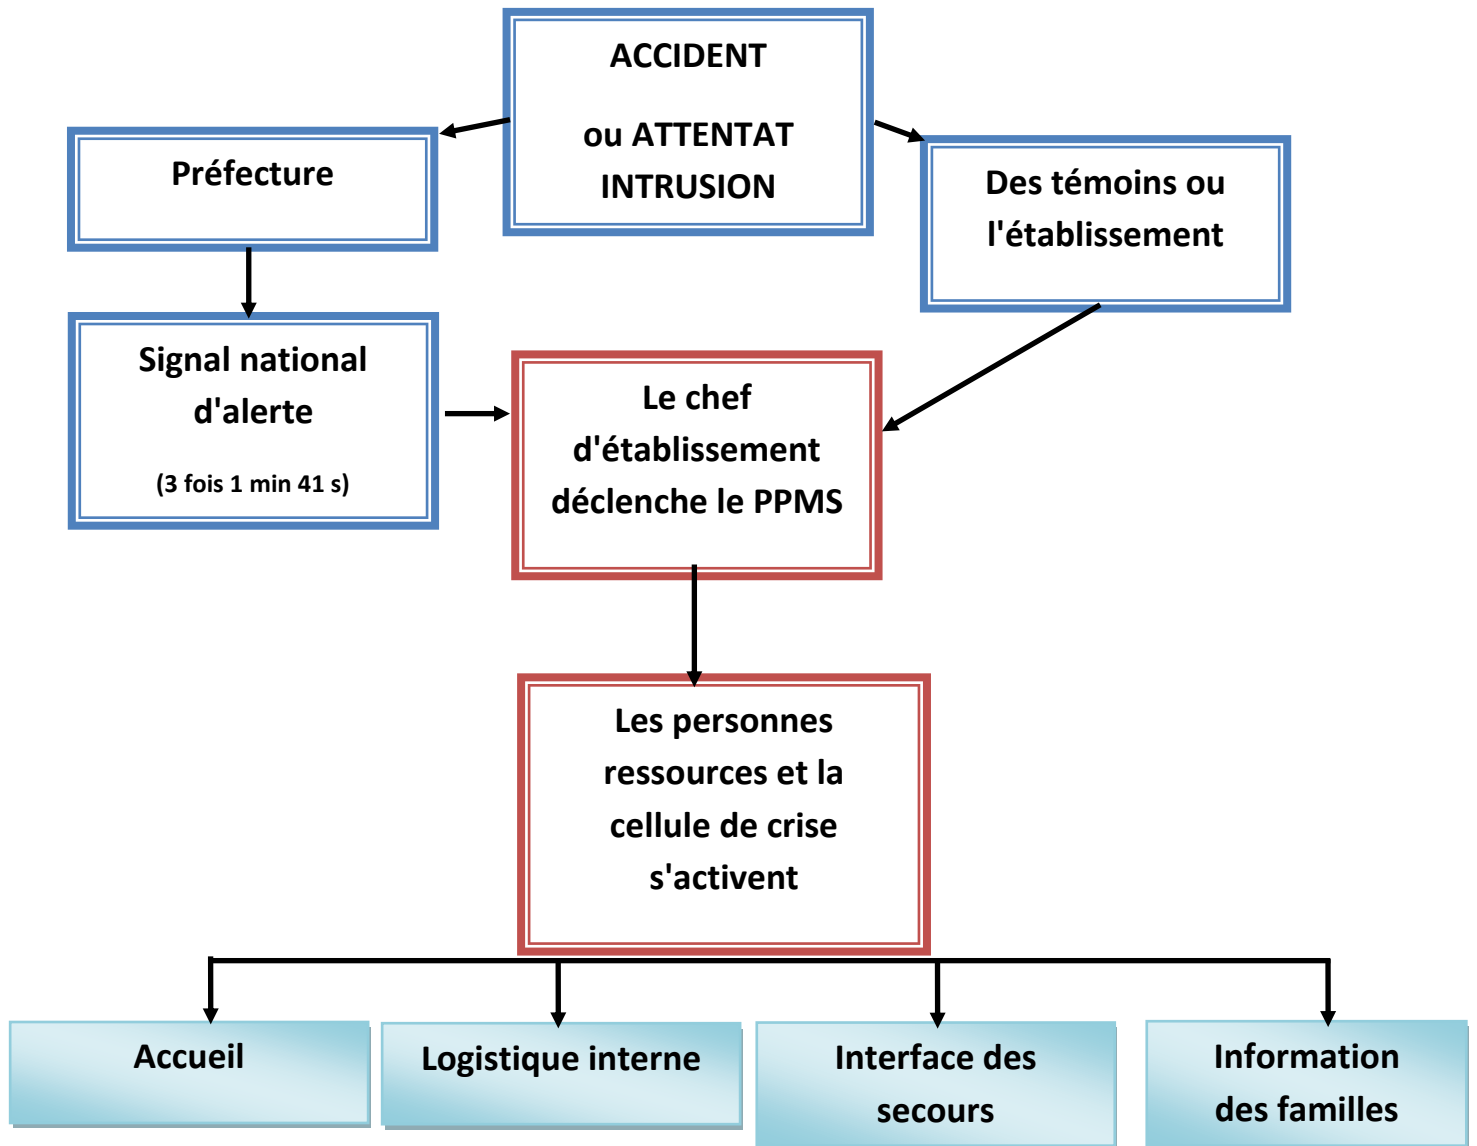 ACCIDENT
ou ATTENTAT
INTRUSION
Préfecture
Des témoins ou
l'établissement
Signal national
d'alerte
(3 fois 1 min 41 s)
Le chef
d'établissement
déclenche le PPMS
Les personnes
ressources et la
cellule de crise
s'activent
Accueil
Logistique interne
Interface des
secours
Information
des familles